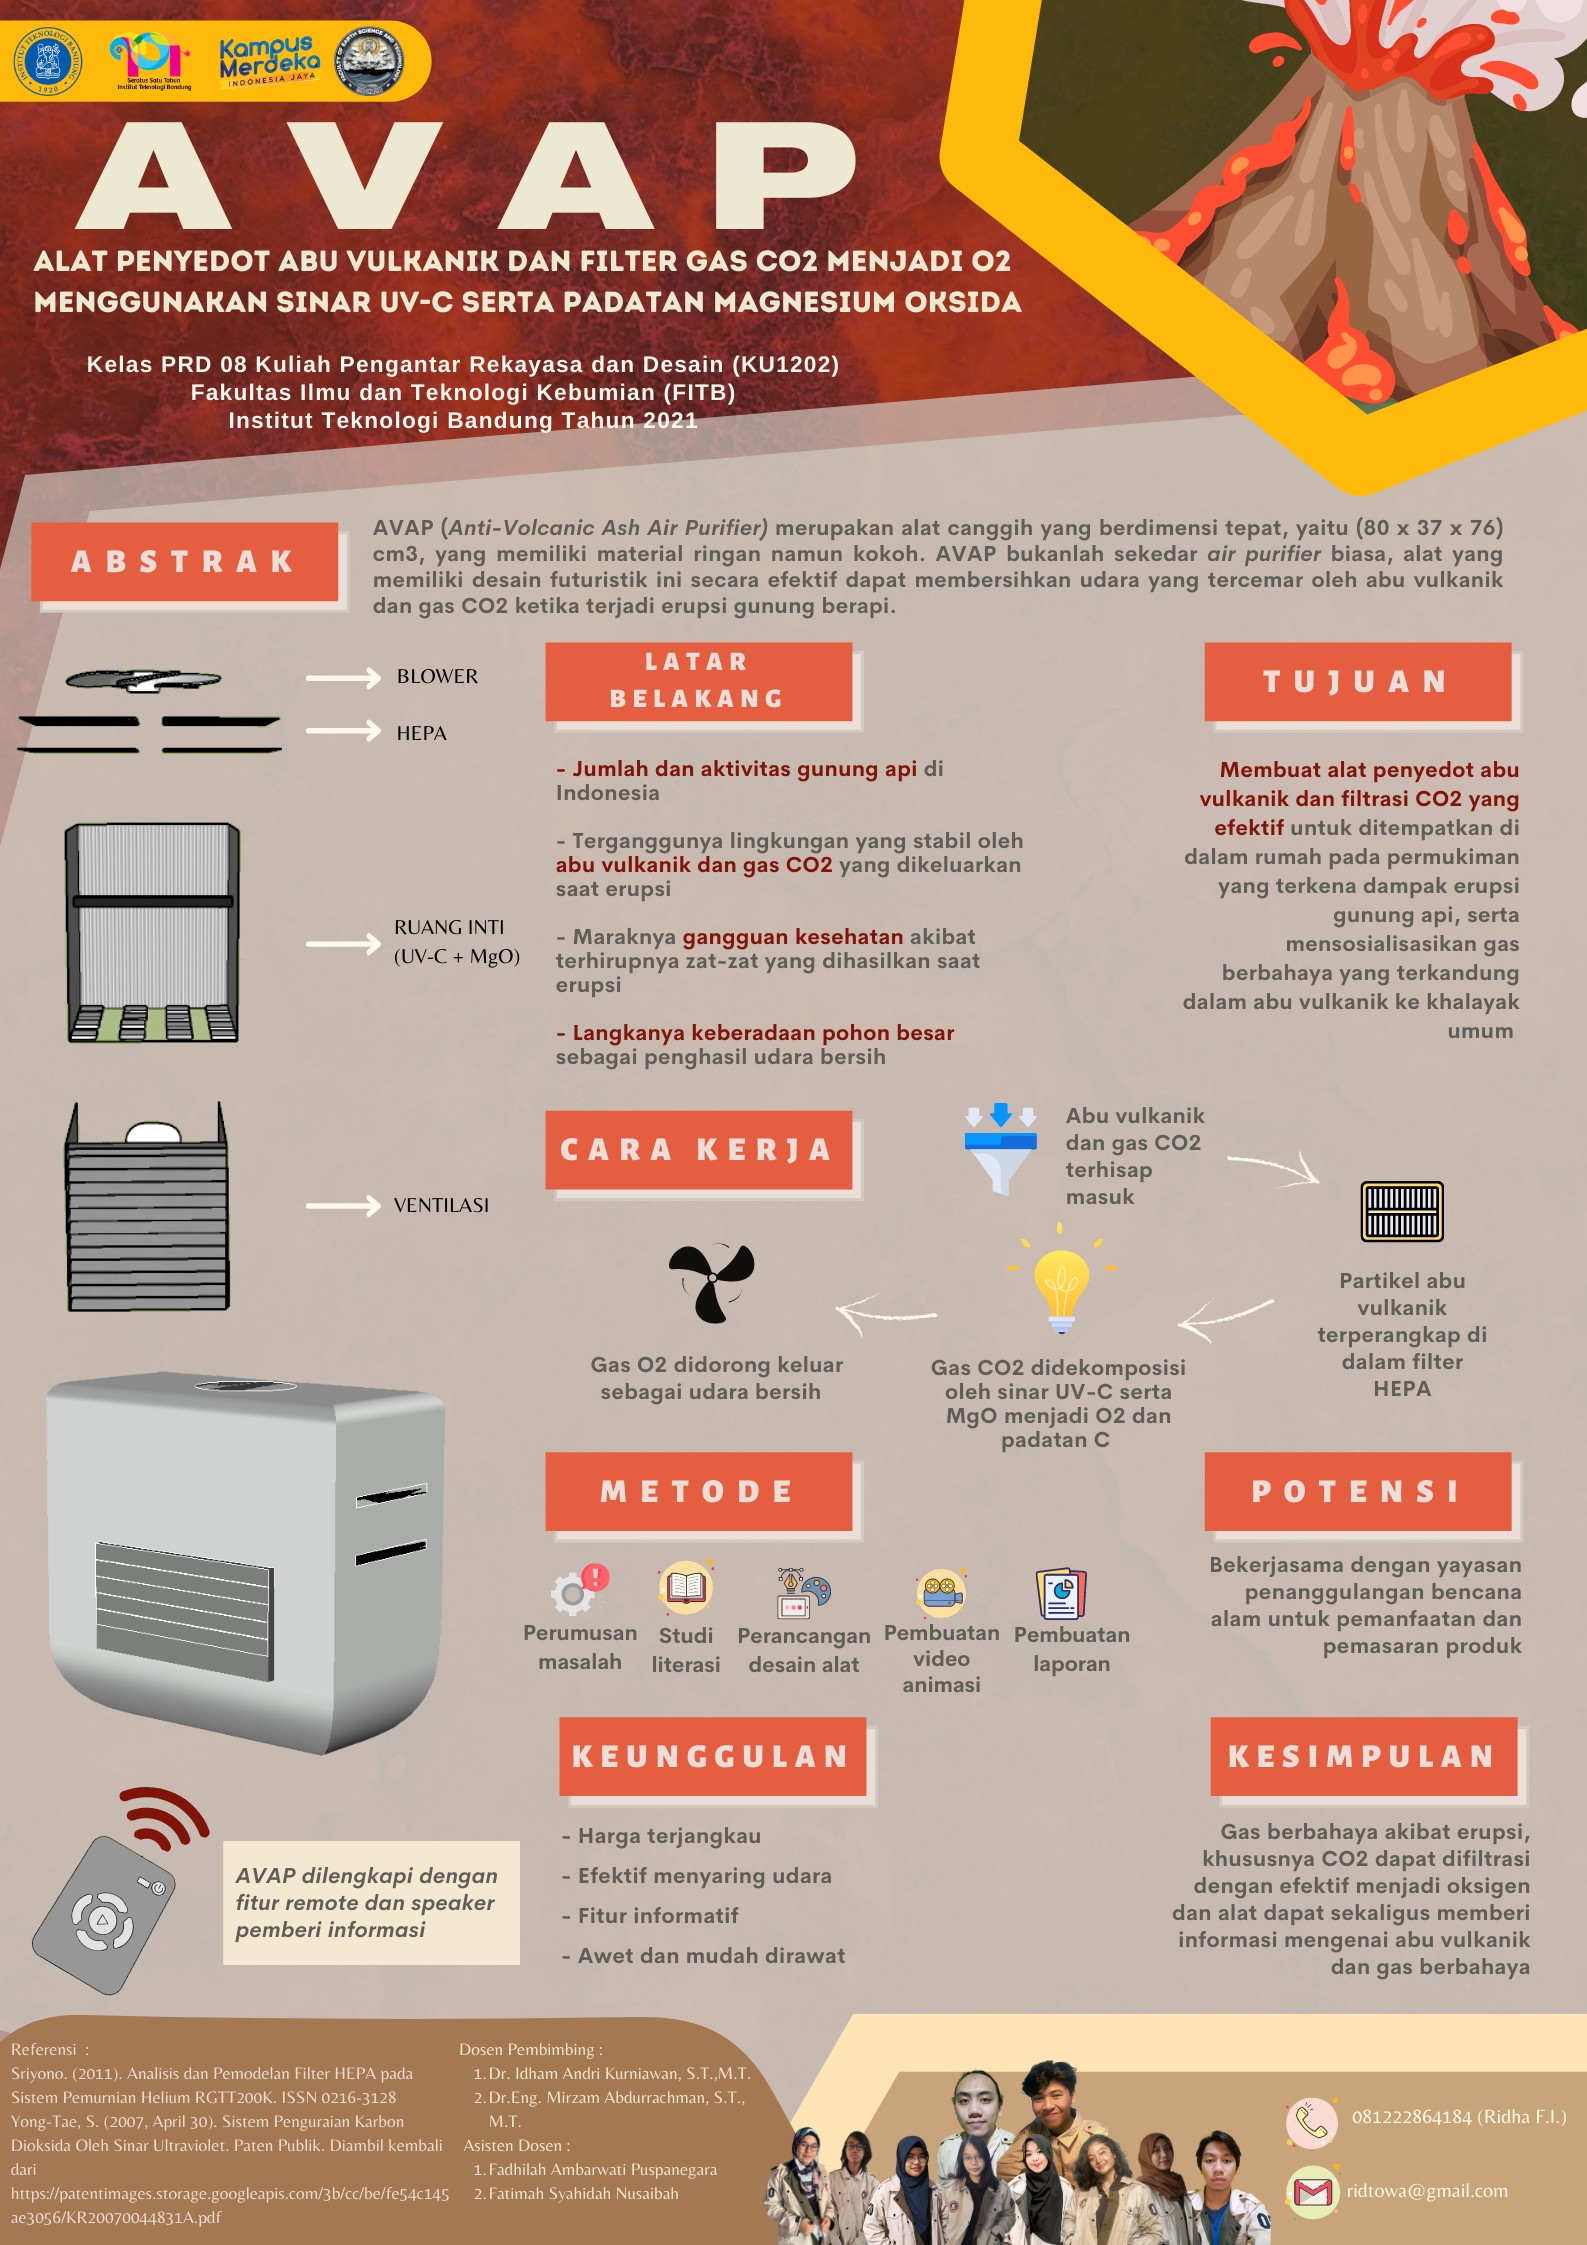 INSTITUT TEKNOLOGI BANDUNG
1920
Seratus Satu Tahun
Institut Teknologi Bandung
Kampus
Merdeka
INDONESIA JAYA
FACULTY OF EARTH SCIENCE AND TECHNOLOGY
AVAP
ALAT PENYEDOT ABU VULKANIK DAN FILTER GAS CO2 MENJADI O2
MENGGUNAKAN SINAR UV-C SERTA PADATAN MAGNESIUM OKSIDA
Kelas PRD 08 Kuliah Pengantar Rekayasa dan Desain (KU1202)
Fakultas Ilmu dan Teknologi Kebumian (FITB)
Institut Teknologi Bandung Tahun 2021
ABSTRAK
AVAP (Anti-Volcanic Ash Air Purifier) merupakan alat canggih yang berdimensi tepat, yaitu (80 x 37 x 76)
cm3, yang memiliki material ringan namun kokoh. AVAP bukanlah sekedar air purifier biasa, alat yang
memiliki desain futuristik ini secara efektif dapat membersihkan udara yang tercemar oleh abu vulkanik
dan gas CO2 ketika terjadi erupsi gunung berapi.
BLOWER
HEPA
RUANG INTI
(UV-C + MgO)
VENTILASI
LATAR
BELAKANG
- Jumlah dan aktivitas gunung api di
Indonesia
- Terganggunya lingkungan yang stabil oleh
abu vulkanik dan gas CO2 yang dikeluarkan
saat erupsi
- Maraknya gangguan kesehatan akibat
terhirupnya zat-zat yang dihasilkan saat
erupsi
- Langkanya keberadaan pohon besar
sebagai penghasil udara bersih
TUJUAN
Membuat alat penyedot abu
vulkanik dan filtrasi CO2 yang
efektif untuk ditempatkan di
dalam rumah pada permukiman
yang terkena dampak erupsi
gunung api, serta
mensosialisasikan gas
berbahaya yang terkandung
dalam abu vulkanik ke khalayak
umum
CARA KERJA
Abu vulkanik
dan gas CO2
terhisap
masuk
Partikel abu
vulkanik
terperangkap di
dalam filter
HEPA
Gas CO2 didekomposisi
oleh sinar UV-C serta
MgO menjadi O2 dan
padatan C
Gas O2 didorong keluar
sebagai udara bersih
METODE
Perumusan
masalah
Studi
literasi
Perancangan
desain alat
Pembuatan
video
animasi
Pembuatan
laporan
POTENSI
Bekerjasama dengan yayasan
penanggulangan bencana
alam untuk pemanfaatan dan
pemasaran produk
KEUNGGULAN
- Harga terjangkau
- Efektif menyaring udara
- Fitur informatif
- Awet dan mudah dirawat
KESIMPULAN
Gas berbahaya akibat erupsi,
khususnya CO2 dapat difiltrasi
dengan efektif menjadi oksigen
dan alat dapat sekaligus memberi
informasi mengenai abu vulkanik
dan gas berbahaya
AVAP dilengkapi dengan
fitur remote dan speaker
pemberi informasi
Referensi :
Sriyono. (2011). Analisis dan Pemodelan Filter HEPA pada
Sistem Pemurnian Helium RGTT200K. ISSN 0216-3128
Yong-Tae, S. (2007, April 30). Sistem Penguraian Karbon
Dioksida Oleh Sinar Ultraviolet. Paten Publik. Diambil kembali
dari
https://patentimages.storage.googleapis.com/3b/cc/be/fe54c145
ae3056/KR20070044831A.pdf
Dosen Pembimbing :
1. Dr. Idham Andri Kurniawan, S.T.,M.T.
2. Dr.Eng. Mirzam Abdurrachman, S.T.,
M.T.
Asisten Dosen :
1. Fadhilah Ambarwati Puspanegara
2. Fatimah Syahidah Nusaibah
081222864184 (Ridha F.I.)
ridtowa@gmail.com